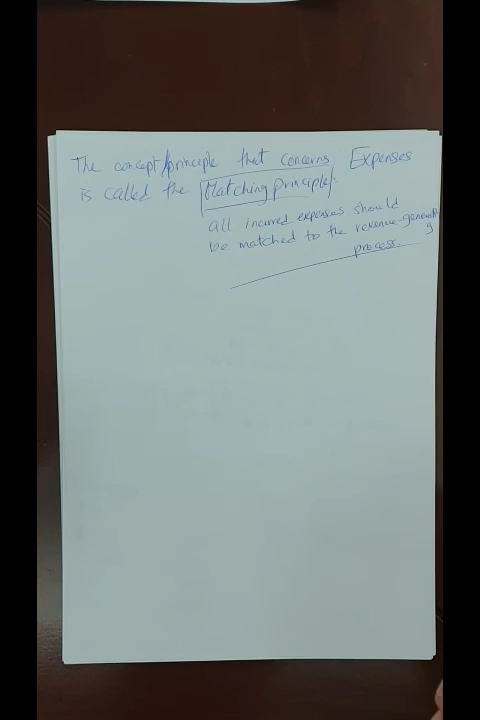 The concept/principle that concerns Expenses
is called the Matching principle.
all incurred expenses should
be matched to the revenue-generating
process.